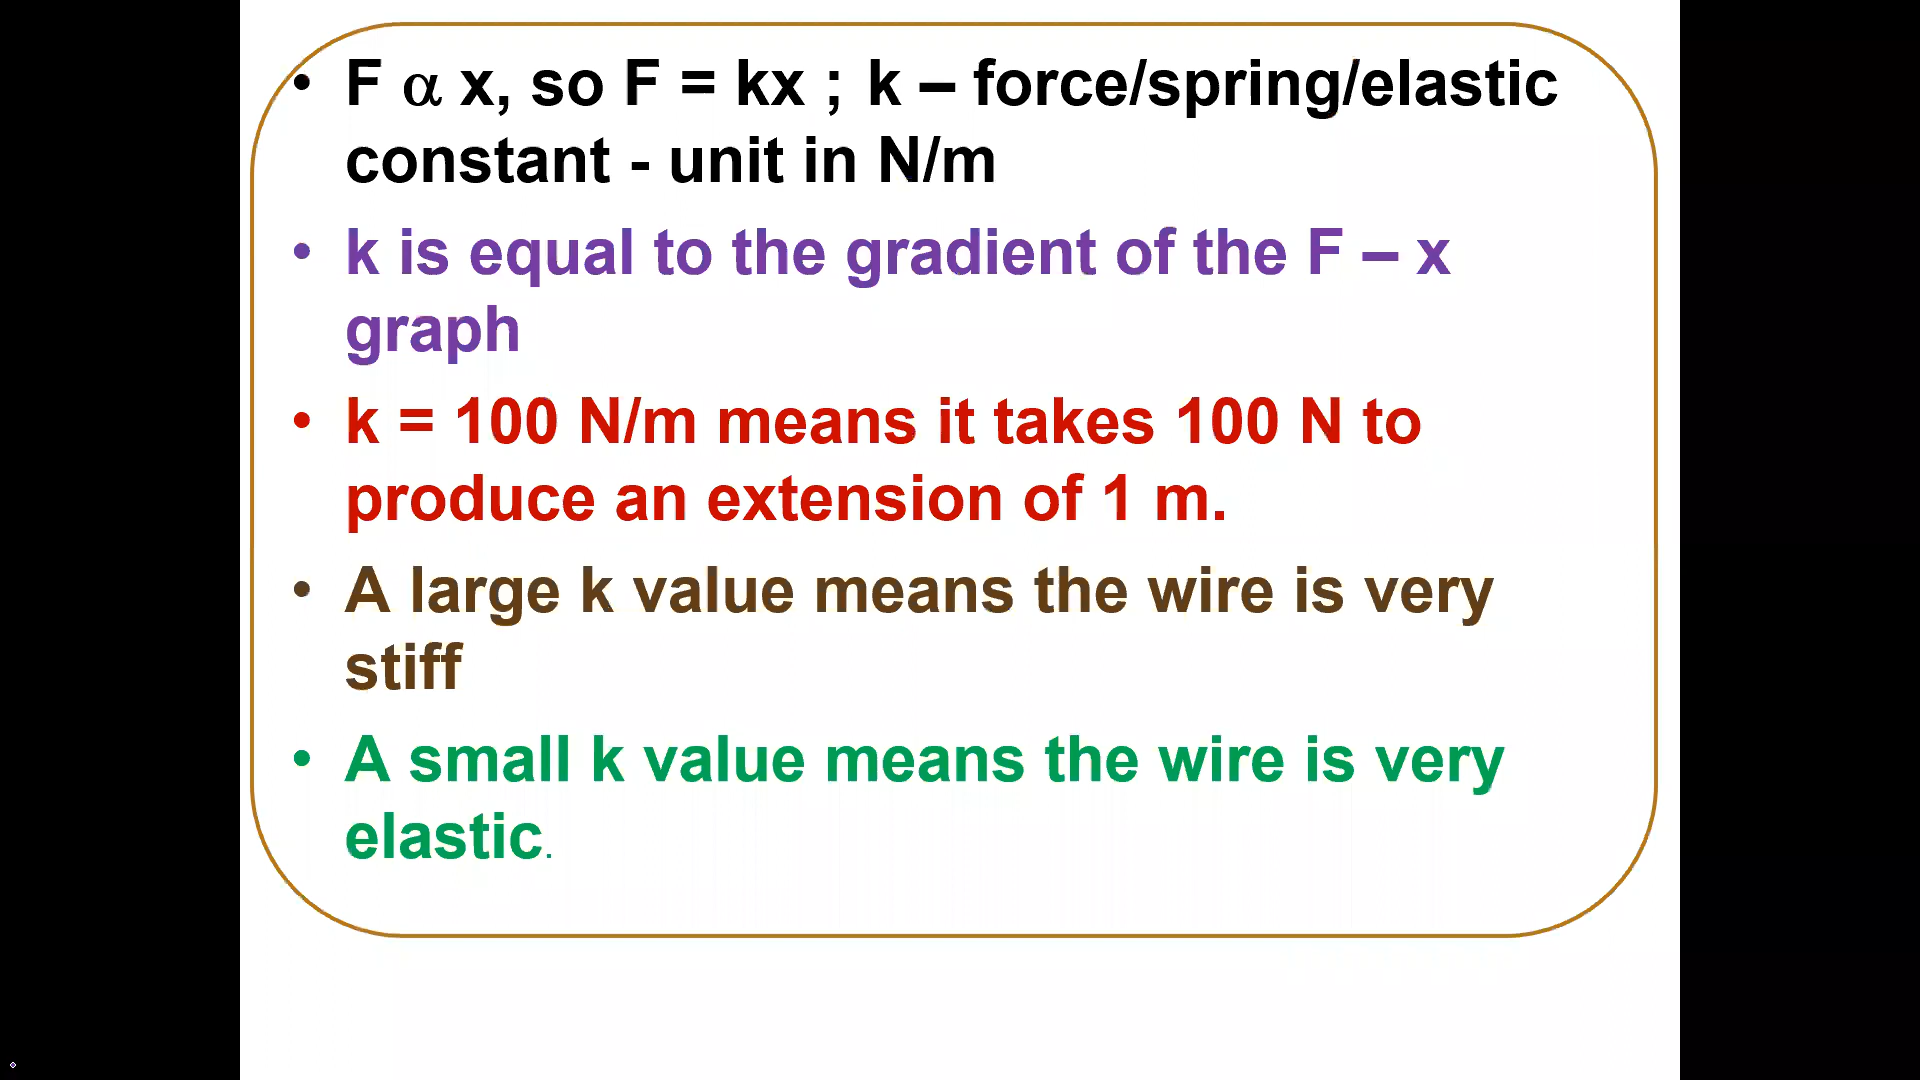 • F α x, so F = kx ; k – force/spring/elastic
constant - unit in N/m
• k is equal to the gradient of the F – x
graph
• k = 100 N/m means it takes 100 N to
produce an extension of 1 m.
• A large k value means the wire is very
stiff
• A small k value means the wire is very
elastic.